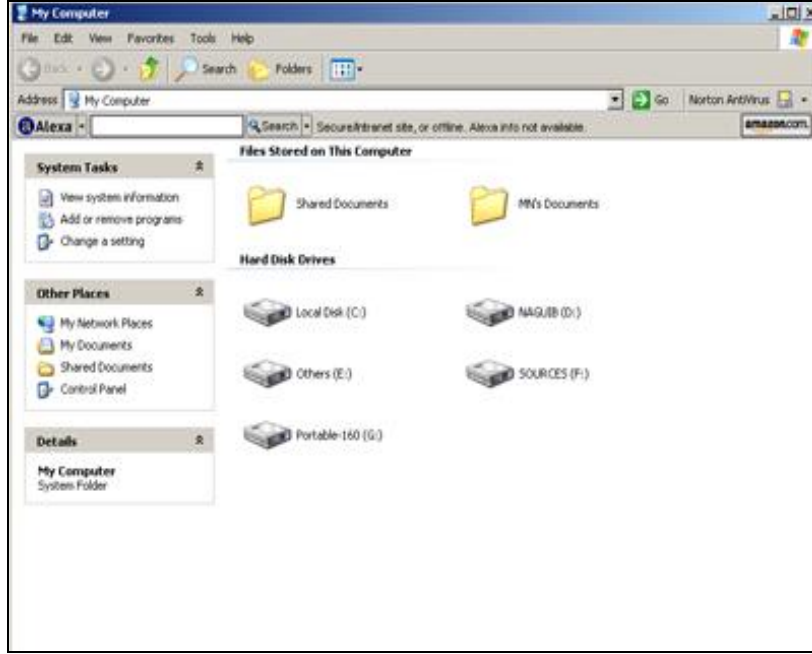 My Computer
File Edit View Favorites Tools Help
Back Search Folders
Address My Computer Go Norton AntiVirus
Alexa Search Secure/intranet site, or offline. Alexa info not available. amazon.com
Files Stored on This Computer
System Tasks
View system information
Add or remove programs
Change a setting
Shared Documents MN's Documents
Hard Disk Drives
Other Places
My Network Places
My Documents
Shared Documents
Control Panel
Local Disk (C:) NAGUIB (D:)
Others (E:) SOURCES (F:)
Portable-160 (G:)
Details
My Computer
System Folder